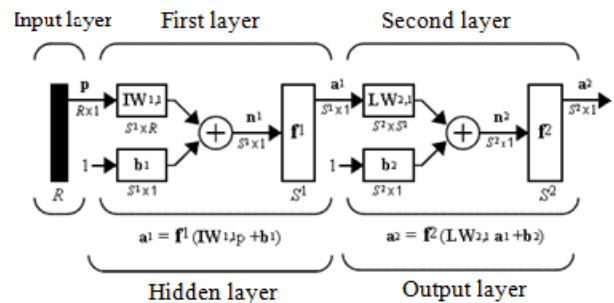 Input layer
First layer
Second layer
p
R×1
IW1,1
S1×R
1
b1
S1×1
n1
S1×1
f1
a1
S1×1
LW2,1
S2×S1
1
b2
S2×1
n2
S2×1
f2
a2
S2×1
R
S1
S2
a1 = f1 (IW1,1p +b1)
a2 = f2 (LW2,1 a1+b2)
Hidden layer
Output layer